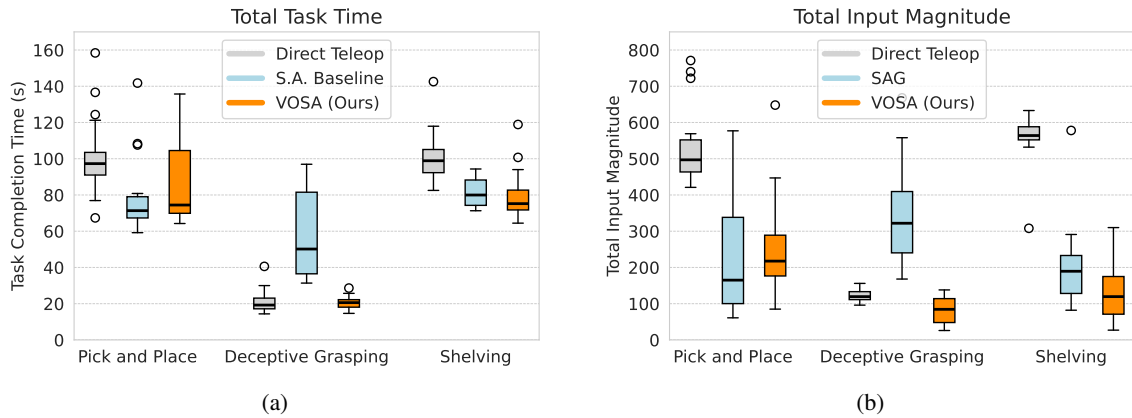 Total Task Time
Task Completion Time (s)
160
140
120
100
80
60
40
20
0
Direct Teleop
S.A. Baseline
VOSA (Ours)
Pick and Place
Deceptive Grasping
Shelving
(a)
Total Input Magnitude
Total Input Magnitude
800
700
600
500
400
300
200
100
0
Direct Teleop
SAG
VOSA (Ours)
Pick and Place
Deceptive Grasping
Shelving
(b)